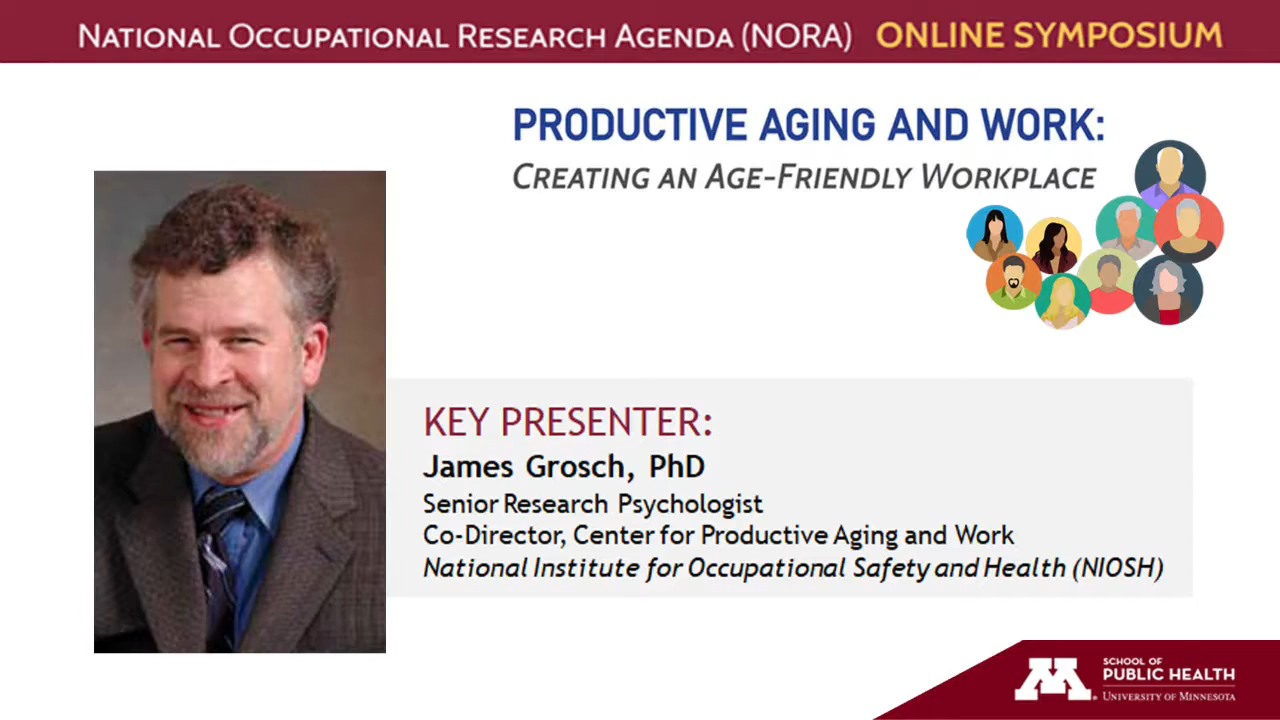 NATIONAL OCCUPATIONAL RESEARCH AGENDA (NORA) ONLINE SYMPOSIUM
PRODUCTIVE AGING AND WORK:
CREATING AN AGE-FRIENDLY WORKPLACE
KEY PRESENTER:
James Grosch, PhD
Senior Research Psychologist
Co-Director, Center for Productive Aging and Work
National Institute for Occupational Safety and Health (NIOSH)
M
SCHOOL OF
PUBLIC HEALTH
UNIVERSITY OF MINNESOTA